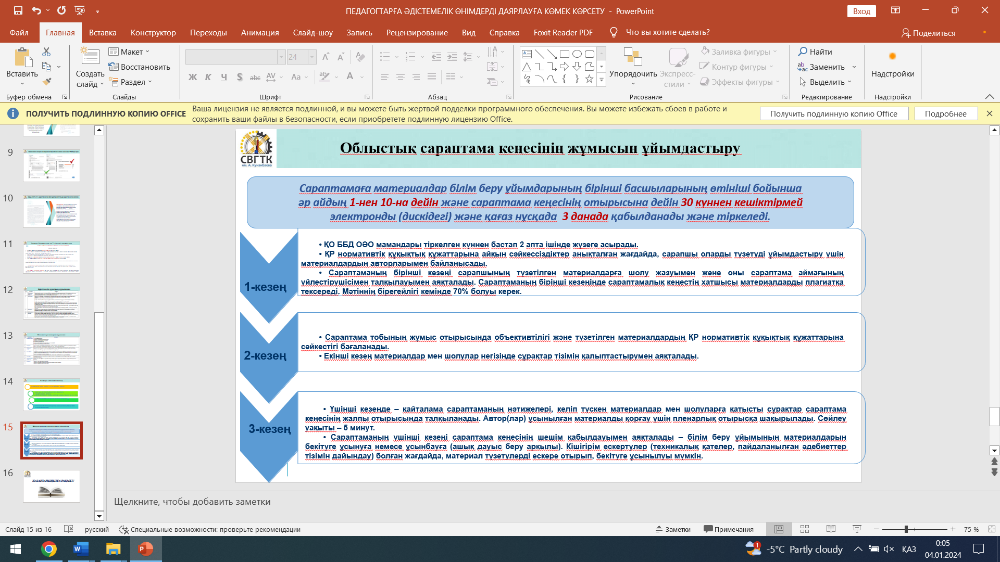 ПЕДАГОГТАРҒА ӘДІСТЕМЕЛІК ӨНІМДЕРДІ ДАЯРЛАУҒА КӨМЕК КӨРСЕТУ - PowerPoint
Вход
Файл Главная Вставка Конструктор Переходы Анимация Слайд-шоу Запись Рецензирование Вид Справка Foxit Reader PDF Что вы хотите сделать? Поделиться
Вставить
Буфер обмена
Создать слайд
Макет
Восстановить
Раздел
Слайды
24
Ж К Ч S abc AV Aa A
Шрифт
Абзац
Упорядочить
Экспресс-стили
Заливка фигуры
Контур фигуры
Эффекты фигуры
Рисование
Найти
Заменить
Выделить
Редактирование
Надстройки
Надстройки
ПОЛУЧИТЬ ПОДЛИННУЮ КОПИЮ OFFICE
Ваша лицензия не является подлинной, и вы можете быть жертвой подделки программного обеспечения. Вы можете избежать сбоев в работе и
сохранить ваши файлы в безопасности, если приобретете подлинную лицензию Office.
Получить подлинную копию Office
Подробнее
9
10
11
12
13
14
15
16
НАЗАРЛАРЫҢЫЗҒА РАҚМЕТ!
СВГТК
им. А. Кунанбаева
Облыстық сараптама кеңесінің жұмысын ұйымдастыру
Сараптамаға материалдар білім беру ұйымдарының бірінші басшыларының өтініші бойынша
әр айдың 1-нен 10-на дейін және сараптама кеңесінің отырысына дейін 30 күннен кешіктірмей
электронды (дискідегі) және қағаз нұсқада 3 данада қабылданады және тіркеледі.
1-кезең
• ҚО ББД ОӘО мамандары тіркелген күннен бастап 2 апта ішінде жүзеге асырады.
• ҚР нормативтік құқықтық құжаттарына айқын сәйкессіздіктер анықталған жағдайда, сарапшы оларды түзетуді ұйымдастыру үшін
материалдардың авторларымен байланысады.
• Сараптаманың бірінші кезеңі сарапшының түзетілген материалдарға шолу жазуымен және оны сараптама аймағының
үйлестірушісімен талқылауымен аяқталады. Сараптаманың бірінші кезеңінде сараптамалық кеңестің хатшысы материалдарды плагиатқа
тексереді. Мәтіннің бірегейлігі кемінде 70% болуы керек.
2-кезең
• Сараптама тобының жұмыс отырысында объективтілігі және түзетілген материалдардың ҚР нормативтік құқықтық құжаттарына
сәйкестігі бағаланады.
• Екінші кезең материалдар мен шолулар негізінде сұрақтар тізімін қалыптастырумен аяқталады.
3-кезең
• Үшінші кезеңде – қайталама сараптаманың нәтижелері, келіп түскен материалдар мен шолуларға қатысты сұрақтар сараптама
кеңесінің жалпы отырысында талқыланады. Автор(лар) ұсынылған материалды қорғау үшін пленарлық отырысқа шақырылады. Сөйлеу
уақыты – 5 минут.
• Сараптаманың үшінші кезеңі сараптама кеңесінің шешім қабылдауымен аяқталады – білім беру ұйымының материалдарын
бекітуге ұсынуға немесе ұсынбауға (ашық дауыс беру арқылы). Кішігірім ескертулер (техникалық қателер, пайдаланылған әдебиеттер
тізімін дайындау) болған жағдайда, материал түзетулерді ескере отырып, бекітуге ұсынылуы мүмкін.
Щелкните, чтобы добавить заметки
Слайд 15 из 16 русский Специальные возможности: проверьте рекомендации Заметки Примечания 75 %
1 -5°C Partly cloudy ҚАЗ 0:05
04.01.2024